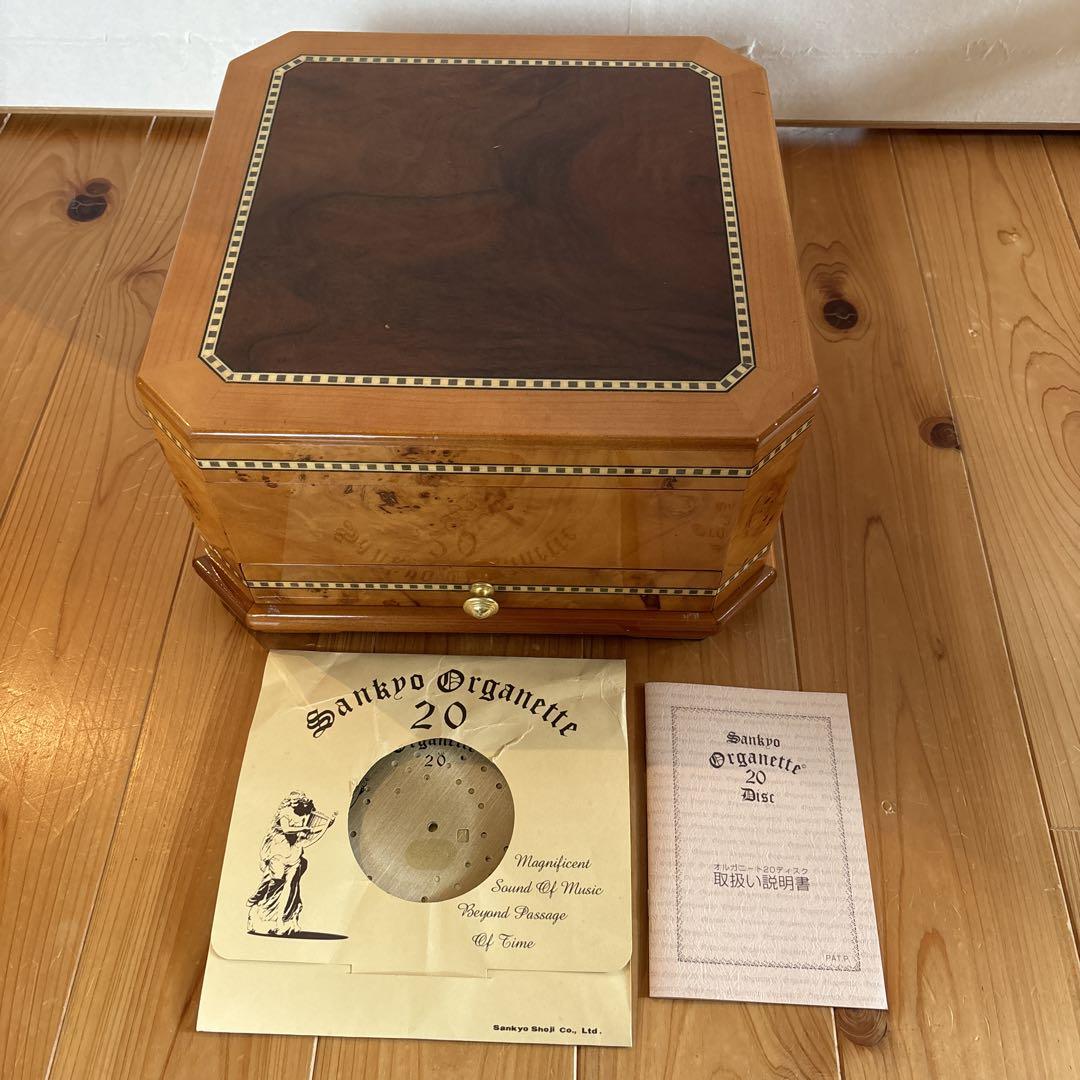 Sankyo Organette
20
Organette
20
Magnificent
Sound Of Music
Beyond Passage
Of Time
Sankyo Shoji Co., Ltd.
Sankyo
Organette
20
Disc
オルガニート20ディスク
取扱い説明書
PAT.P.